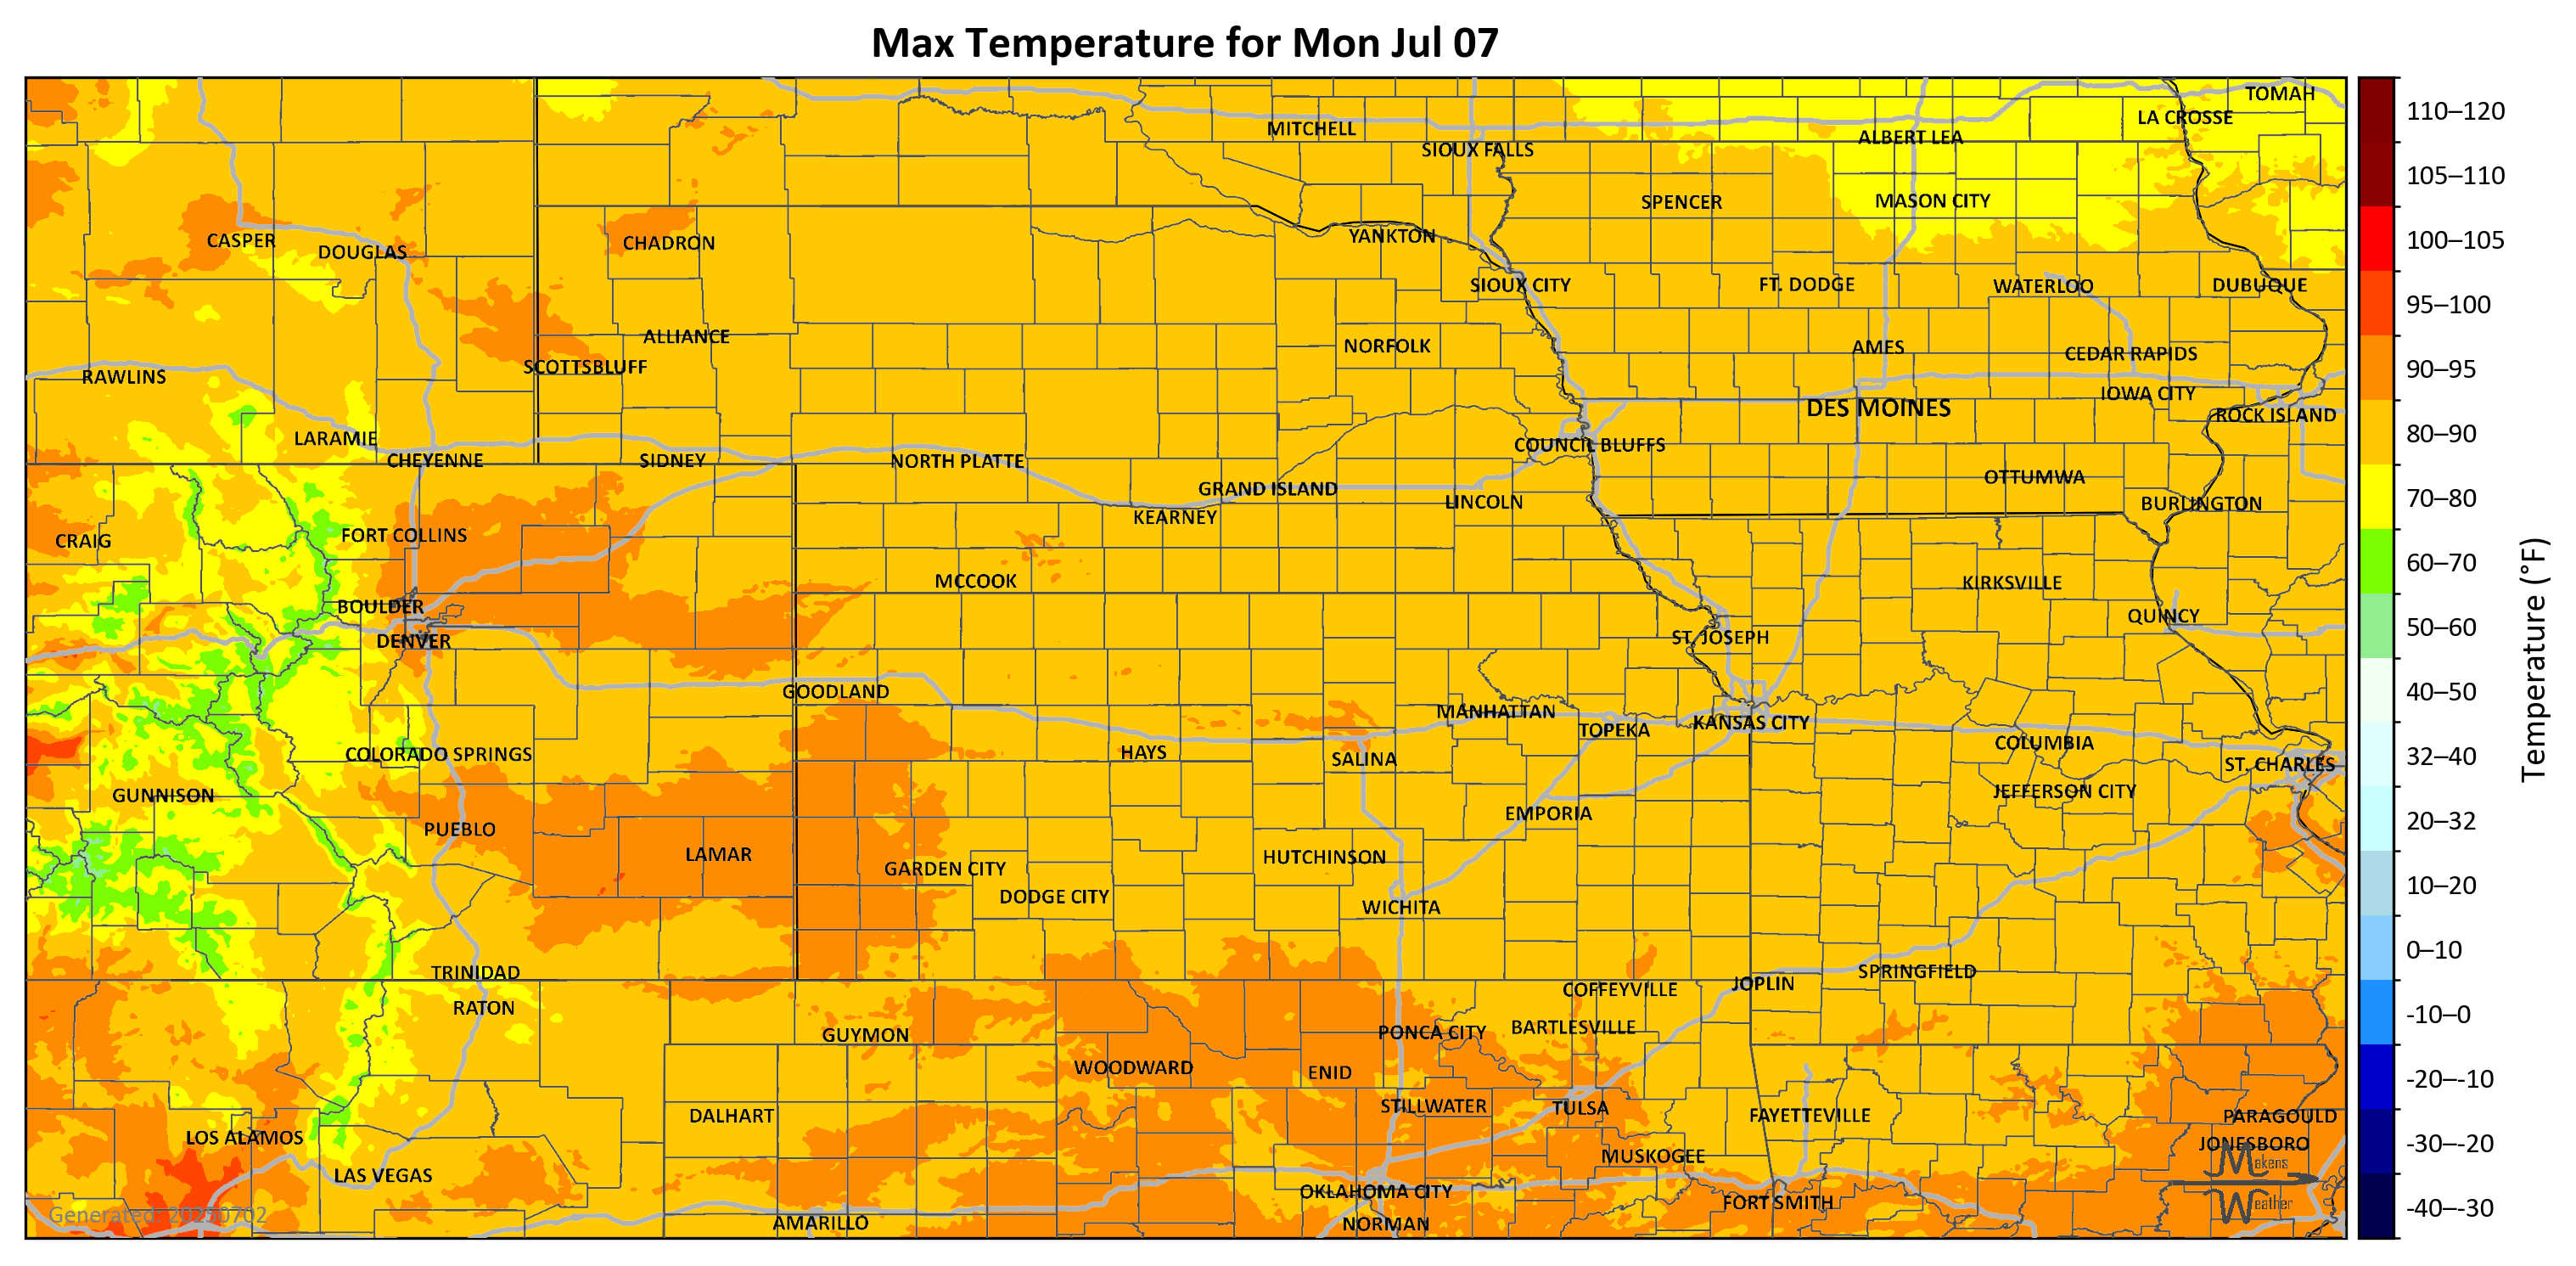 Max Temperature for Mon Jul 07
TOMAH
LA CROSSE
MITCHELL
ALBERT LEA
SIOUX FALLS
SPENCER
MASON CITY
CASPER
DOUGLAS
CHADRON
YANKTON
SIOUX CITY
FT. DODGE
WATERLOO
DUBUQUE
ALLIANCE
NORFOLK
AMES
CEDAR RAPIDS
SCOTTSBLUFF
RAWLINS
IOWA CITY
DES MOINES
ROCK ISLAND
LARAMIE
COUNCIL BLUFFS
CHEYENNE
SIDNEY
NORTH PLATTE
OTTUMWA
GRAND ISLAND
LINCOLN
BURLINGTON
KEARNEY
FORT COLLINS
CRAIG
MCCOOK
KIRKSVILLE
BOULDER
QUINCY
DENVER
ST. JOSEPH
GOODLAND
MANHATTAN
TOPEKA
KANSAS CITY
COLUMBIA
COLORADO SPRINGS
HAYS
SALINA
ST. CHARLES
GUNNISON
JEFFERSON CITY
EMPORIA
PUEBLO
LAMAR
HUTCHINSON
GARDEN CITY
DODGE CITY
WICHITA
TRINIDAD
SPRINGFIELD
JOPLIN
COFFEYVILLE
RATON
GUYMON
PONCA CITY
BARTLESVILLE
WOODWARD
ENID
STILLWATER
TULSA
DALHART
FAYETTEVILLE
PARAGOULD
LOS ALAMOS
JONESBORO
MUSKOGEE
LAS VEGAS
OKLAHOMA CITY
FORT SMITH
AMARILLO
NORMAN
Generated: 20250702
Makens
Weather
110–120
105–110
100–105
95–100
90–95
80–90
70–80
60–70
50–60
40–50
32–40
20–32
10–20
0–10
-10–0
-20–-10
-30–-20
-40–-30
Temperature (°F)